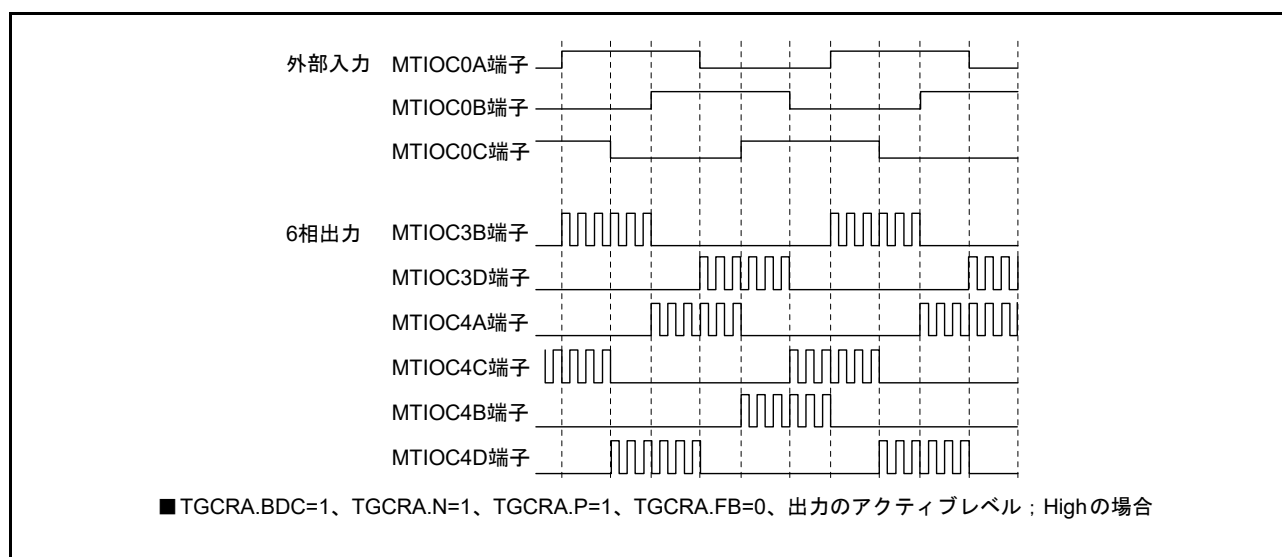 外部入力 MTIOC0A端子
MTIOC0B端子
MTIOC0C端子
6相出力 MTIOC3B端子
MTIOC3D端子
MTIOC4A端子
MTIOC4C端子
MTIOC4B端子
MTIOC4D端子
■TGCRA.BDC=1、TGCRA.N=1、TGCRA.P=1、TGCRA.FB=0、出力のアクティブレベル；Highの場合